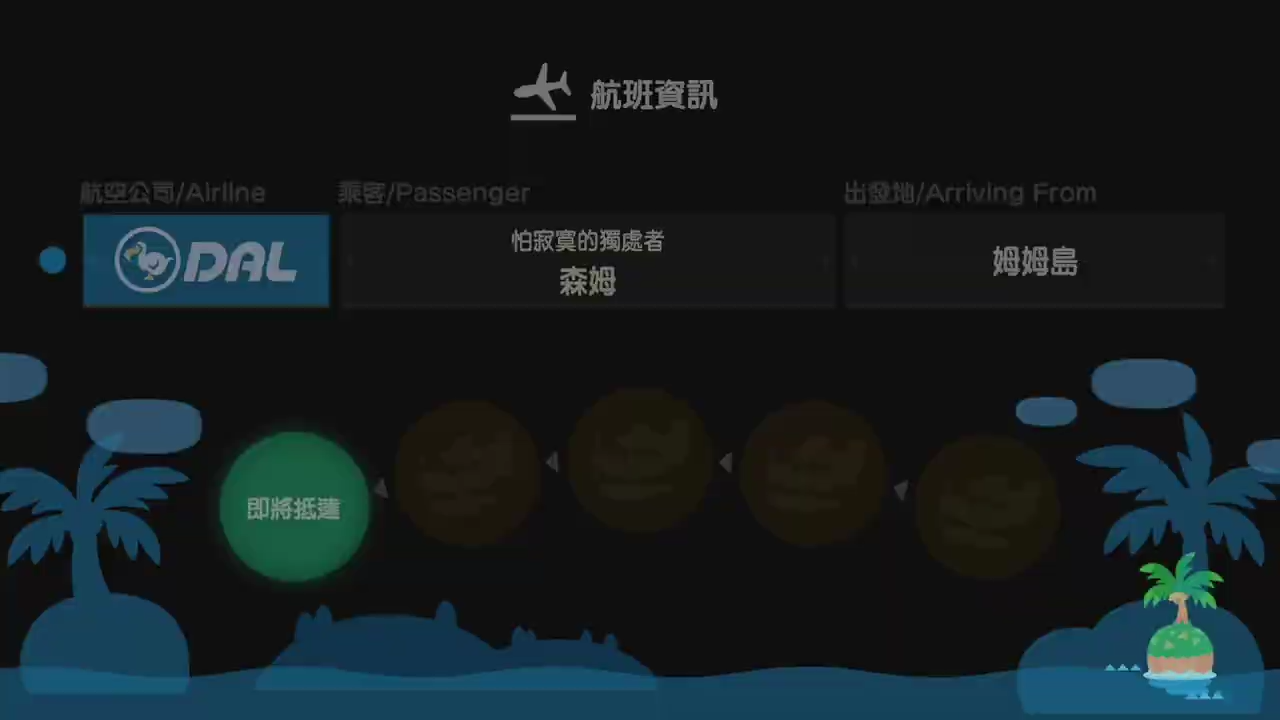 航班資訊
航空公司/Airline
乘客/Passenger
出發地/Arriving From
DAL
怕寂寞的獨處者
森姆
姆姆島
即將抵達